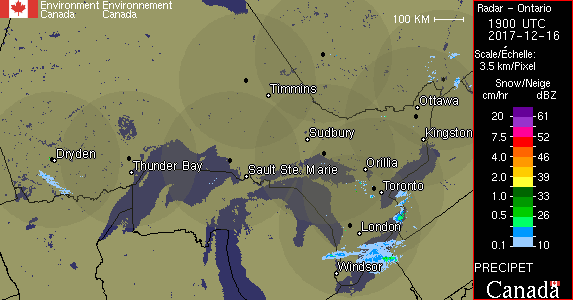 Environment Environnement
Canada Canada
100 KM
Timmins
Ottawa
Sudbury
Kingston
Dryden
Thunder Bay
Sault Ste. Marie
Orillia
Toronto
London
Windsor
Radar - Ontario
1900 UTC
2017-12-16
Scale/Échelle:
3.5 km/Pixel
Snow/Neige
cm/hr dBZ
20 61
7.5 52
4.0 46
2.0 39
1.0 33
0.5 26
0.1 10
PRECIPET
Canada